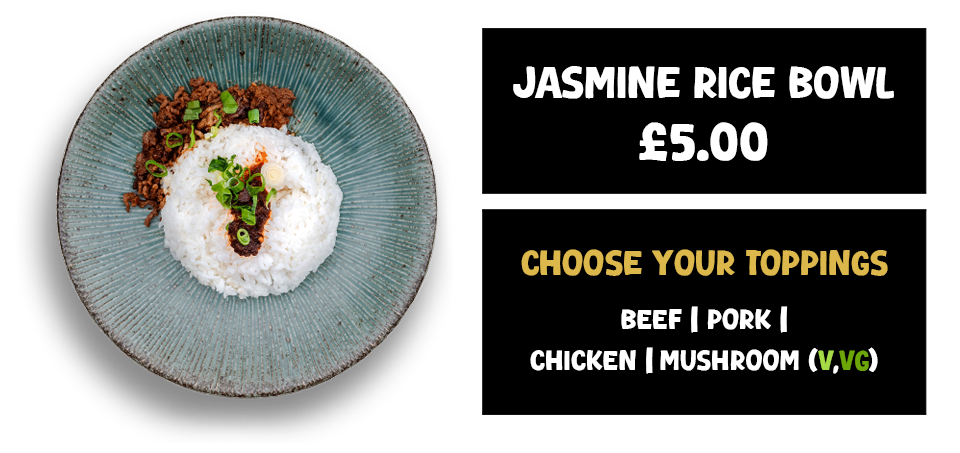 JASMINE RICE BOWL
£5.00
CHOOSE YOUR TOPPINGS
BEEF | PORK |
CHICKEN | MUSHROOM (V,VG)